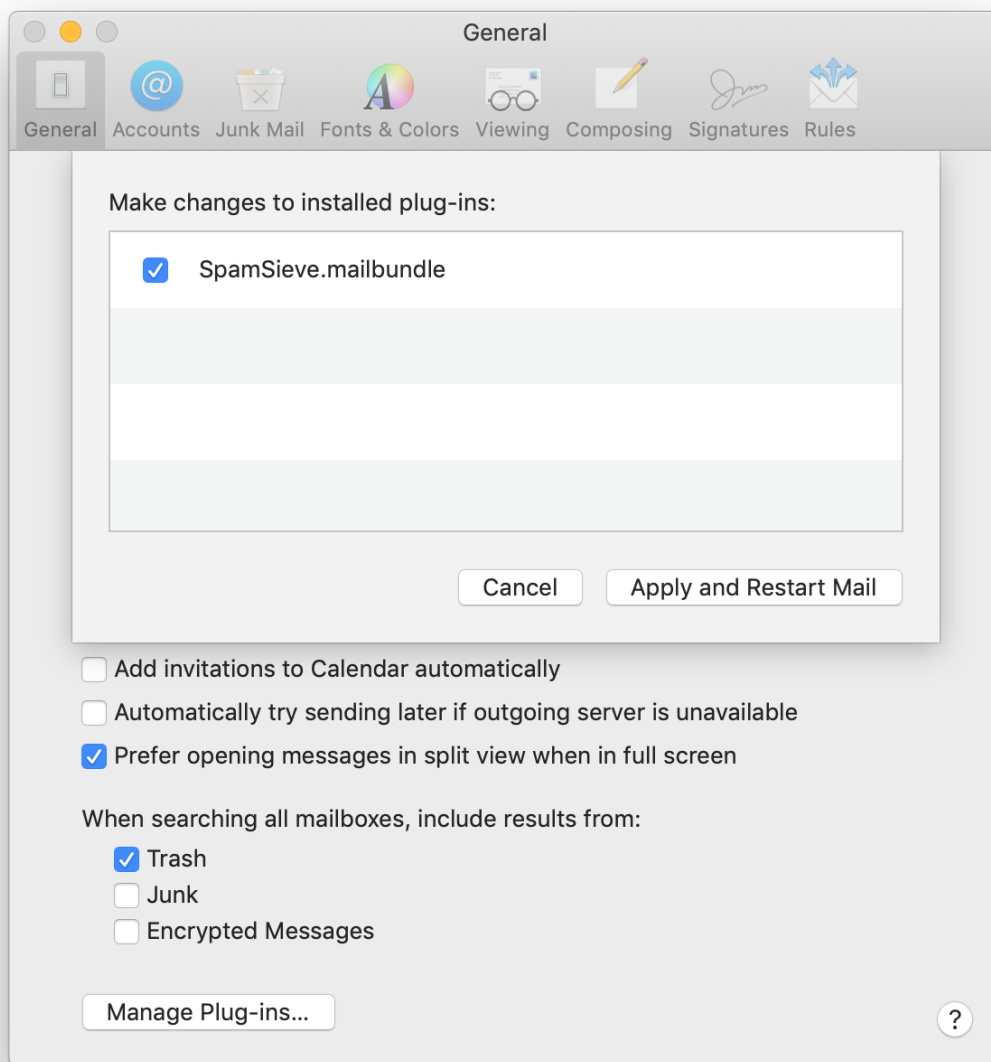 General
General Accounts Junk Mail Fonts & Colors Viewing Composing Signatures Rules
Make changes to installed plug-ins:
SpamSieve.mailbundle
Cancel Apply and Restart Mail
Add invitations to Calendar automatically
Automatically try sending later if outgoing server is unavailable
Prefer opening messages in split view when in full screen
When searching all mailboxes, include results from:
Trash
Junk
Encrypted Messages
Manage Plug-ins...
?